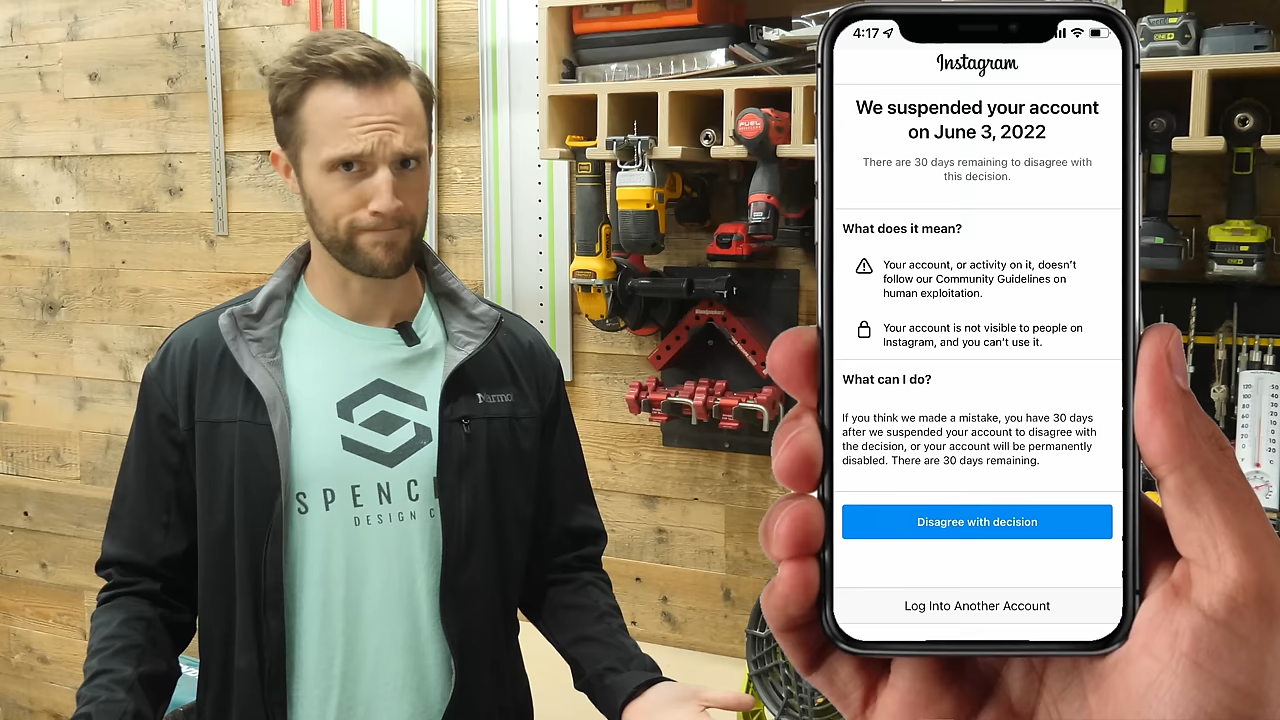 4:17
Instagram
We suspended your account
on June 3, 2022
There are 30 days remaining to disagree with
this decision.
What does it mean?
Your account, or activity on it, doesn't
follow our Community Guidelines on
human exploitation.
Your account is not visible to people on
Instagram, and you can't use it.
What can I do?
If you think we made a mistake, you have 30 days
after we suspended your account to disagree with
the decision, or your account will be permanently
disabled. There are 30 days remaining.
Disagree with decision
Log Into Another Account
Marmo
SPENC
DESIGN C
FUEL
ONE+
ONE+